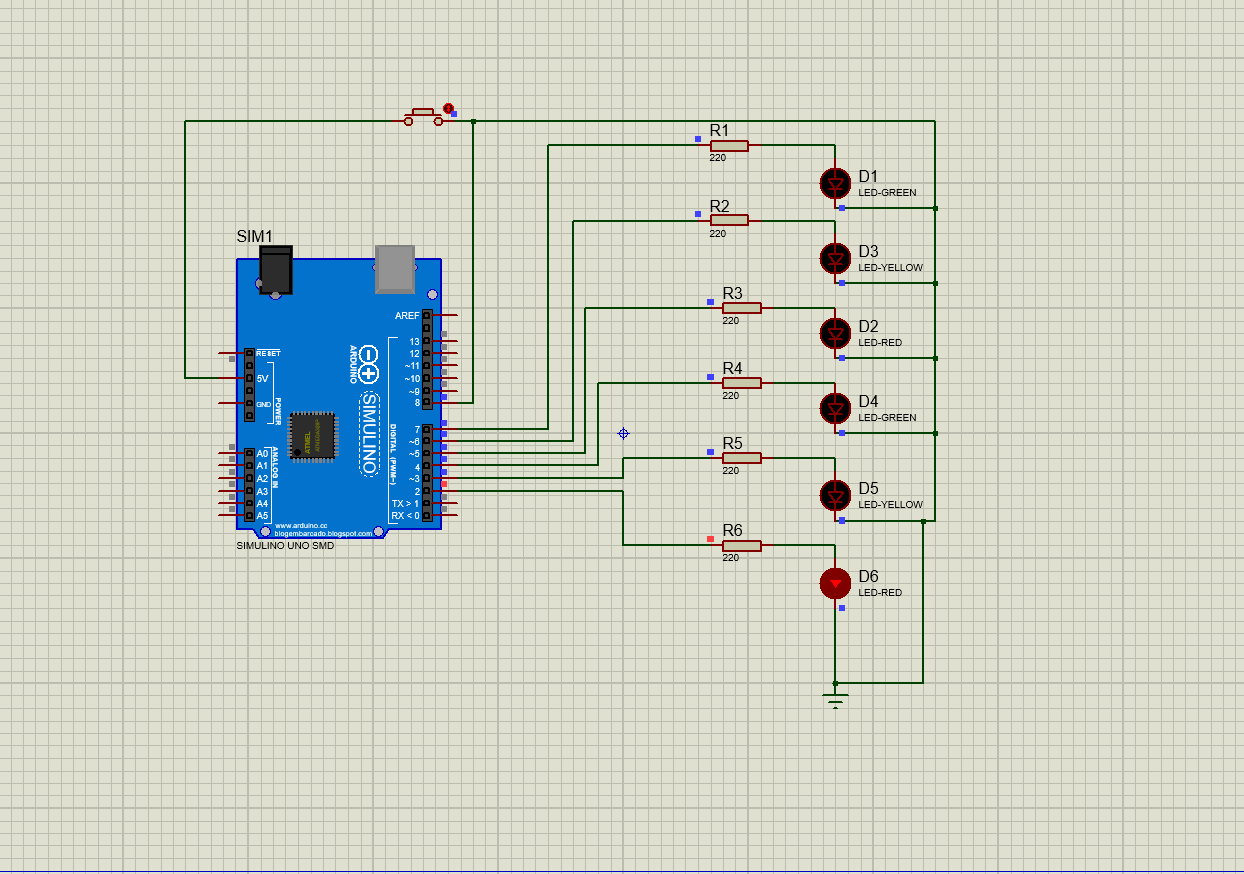 R1
220
D1
LED-GREEN
R2
220
D3
LED-YELLOW
R3
220
D2
LED-RED
R4
220
D4
LED-GREEN
R5
220
D5
LED-YELLOW
R6
220
D6
LED-RED
SIM1
AREF
13
12
~11
~10
~9
8
7
~6
~5
4
~3
2
TX > 1
RX < 0
RESET
5V
GND
POWER
A0
A1
A2
A3
A4
A5
ANALOG IN
ARDUINO
SIMULINO
DIGITAL (PWM~)
ATMEL
www.arduino.cc
blogembarcado.blogspot.com
SIMULINO UNO SMD